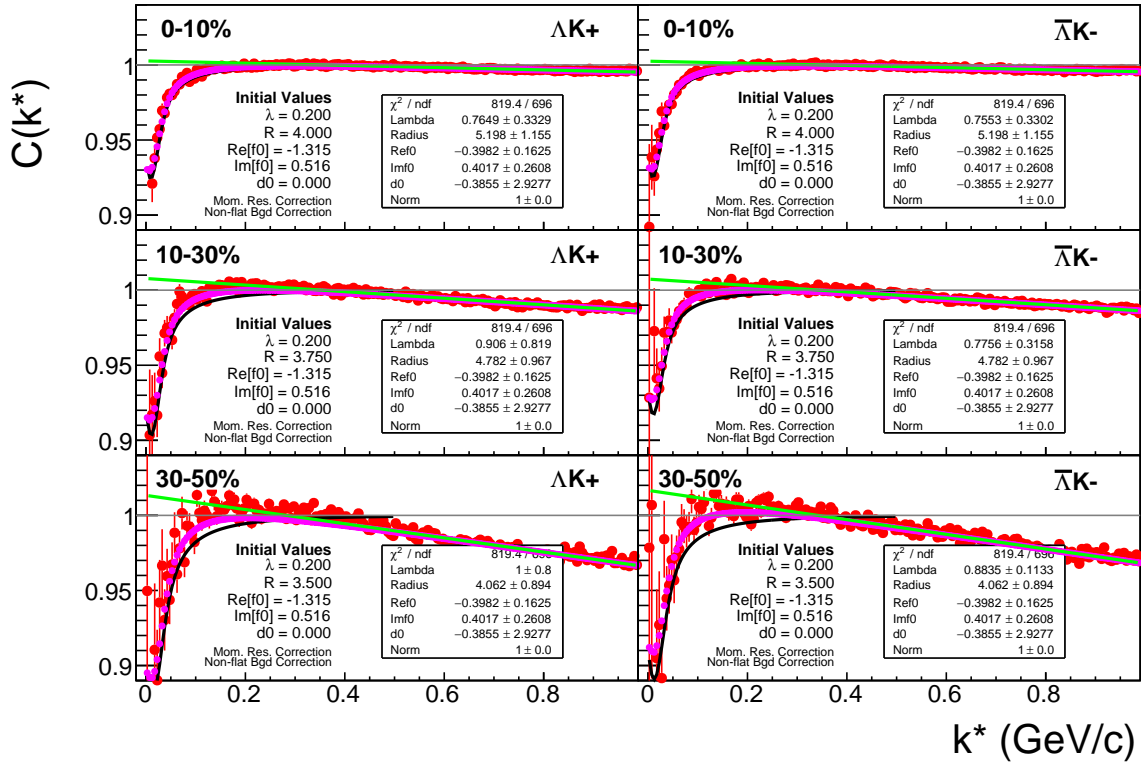 C(k*)
0-10%
ΛK+
1
0.95
0.9
Initial Values
λ = 0.200
R = 4.000
Re[f0] = -1.315
Im[f0] = 0.516
d0 = 0.000
Mom. Res. Correction
Non-flat Bgd Correction
χ² / ndf 819.4 / 696
Lambda 0.7649 ± 0.3329
Radius 5.198 ± 1.155
Ref0 −0.3982 ± 0.1625
Imf0 0.4017 ± 0.2608
d0 −0.3855 ± 2.9277
Norm 1 ± 0.0
0-10%
Λ̅K-
Initial Values
λ = 0.200
R = 4.000
Re[f0] = -1.315
Im[f0] = 0.516
d0 = 0.000
Mom. Res. Correction
Non-flat Bgd Correction
χ² / ndf 819.4 / 696
Lambda 0.7553 ± 0.3302
Radius 5.198 ± 1.155
Ref0 −0.3982 ± 0.1625
Imf0 0.4017 ± 0.2608
d0 −0.3855 ± 2.9277
Norm 1 ± 0.0
10-30%
ΛK+
1
0.95
0.9
Initial Values
λ = 0.200
R = 3.750
Re[f0] = -1.315
Im[f0] = 0.516
d0 = 0.000
Mom. Res. Correction
Non-flat Bgd Correction
χ² / ndf 819.4 / 696
Lambda 0.906 ± 0.819
Radius 4.782 ± 0.967
Ref0 −0.3982 ± 0.1625
Imf0 0.4017 ± 0.2608
d0 −0.3855 ± 2.9277
Norm 1 ± 0.0
10-30%
Λ̅K-
Initial Values
λ = 0.200
R = 3.750
Re[f0] = -1.315
Im[f0] = 0.516
d0 = 0.000
Mom. Res. Correction
Non-flat Bgd Correction
χ² / ndf 819.4 / 696
Lambda 0.7756 ± 0.3158
Radius 4.782 ± 0.967
Ref0 −0.3982 ± 0.1625
Imf0 0.4017 ± 0.2608
d0 −0.3855 ± 2.9277
Norm 1 ± 0.0
30-50%
ΛK+
1
0.95
0.9
Initial Values
λ = 0.200
R = 3.500
Re[f0] = -1.315
Im[f0] = 0.516
d0 = 0.000
Mom. Res. Correction
Non-flat Bgd Correction
χ² / ndf 819.4 / 696
Lambda 1 ± 0.8
Radius 4.062 ± 0.894
Ref0 −0.3982 ± 0.1625
Imf0 0.4017 ± 0.2608
d0 −0.3855 ± 2.9277
Norm 1 ± 0.0
30-50%
Λ̅K-
Initial Values
λ = 0.200
R = 3.500
Re[f0] = -1.315
Im[f0] = 0.516
d0 = 0.000
Mom. Res. Correction
Non-flat Bgd Correction
χ² / ndf 819.4 / 696
Lambda 0.8835 ± 0.1133
Radius 4.062 ± 0.894
Ref0 −0.3982 ± 0.1625
Imf0 0.4017 ± 0.2608
d0 −0.3855 ± 2.9277
Norm 1 ± 0.0
0 0.2 0.4 0.6 0.8 0 0.2 0.4 0.6 0.8
k* (GeV/c)